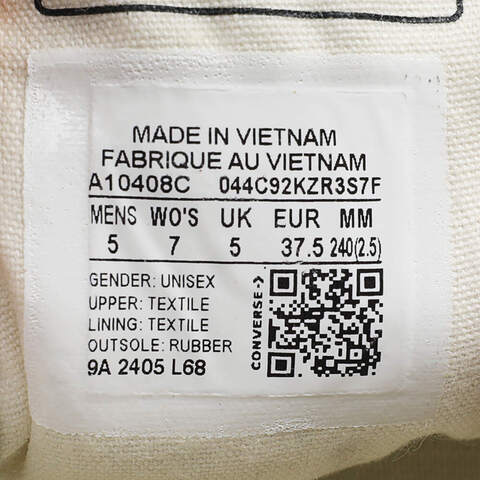 MADE IN VIETNAM
FABRIQUE AU VIETNAM
A10408C 044C92KZR3S7F
MENS WO'S UK EUR MM
5 7 5 37.5 240(2.5)
GENDER: UNISEX
UPPER: TEXTILE
LINING: TEXTILE
OUTSOLE: RUBBER
9A 2405 L68
CONVERSE